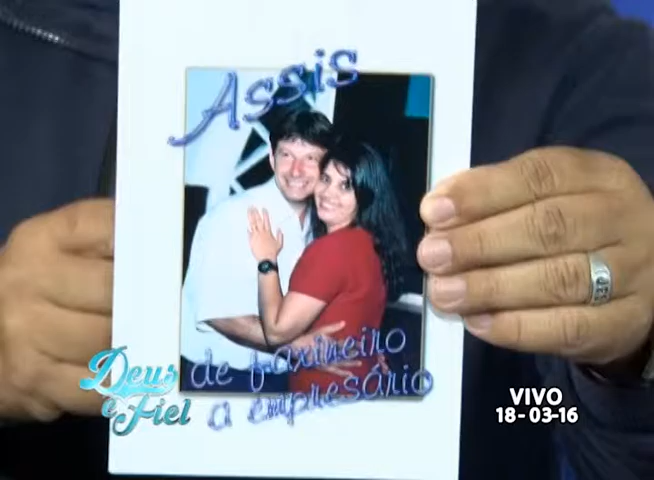 Assis
de faxineiro
a empresário
Deus
é Fiel
VIVO
18-03-16